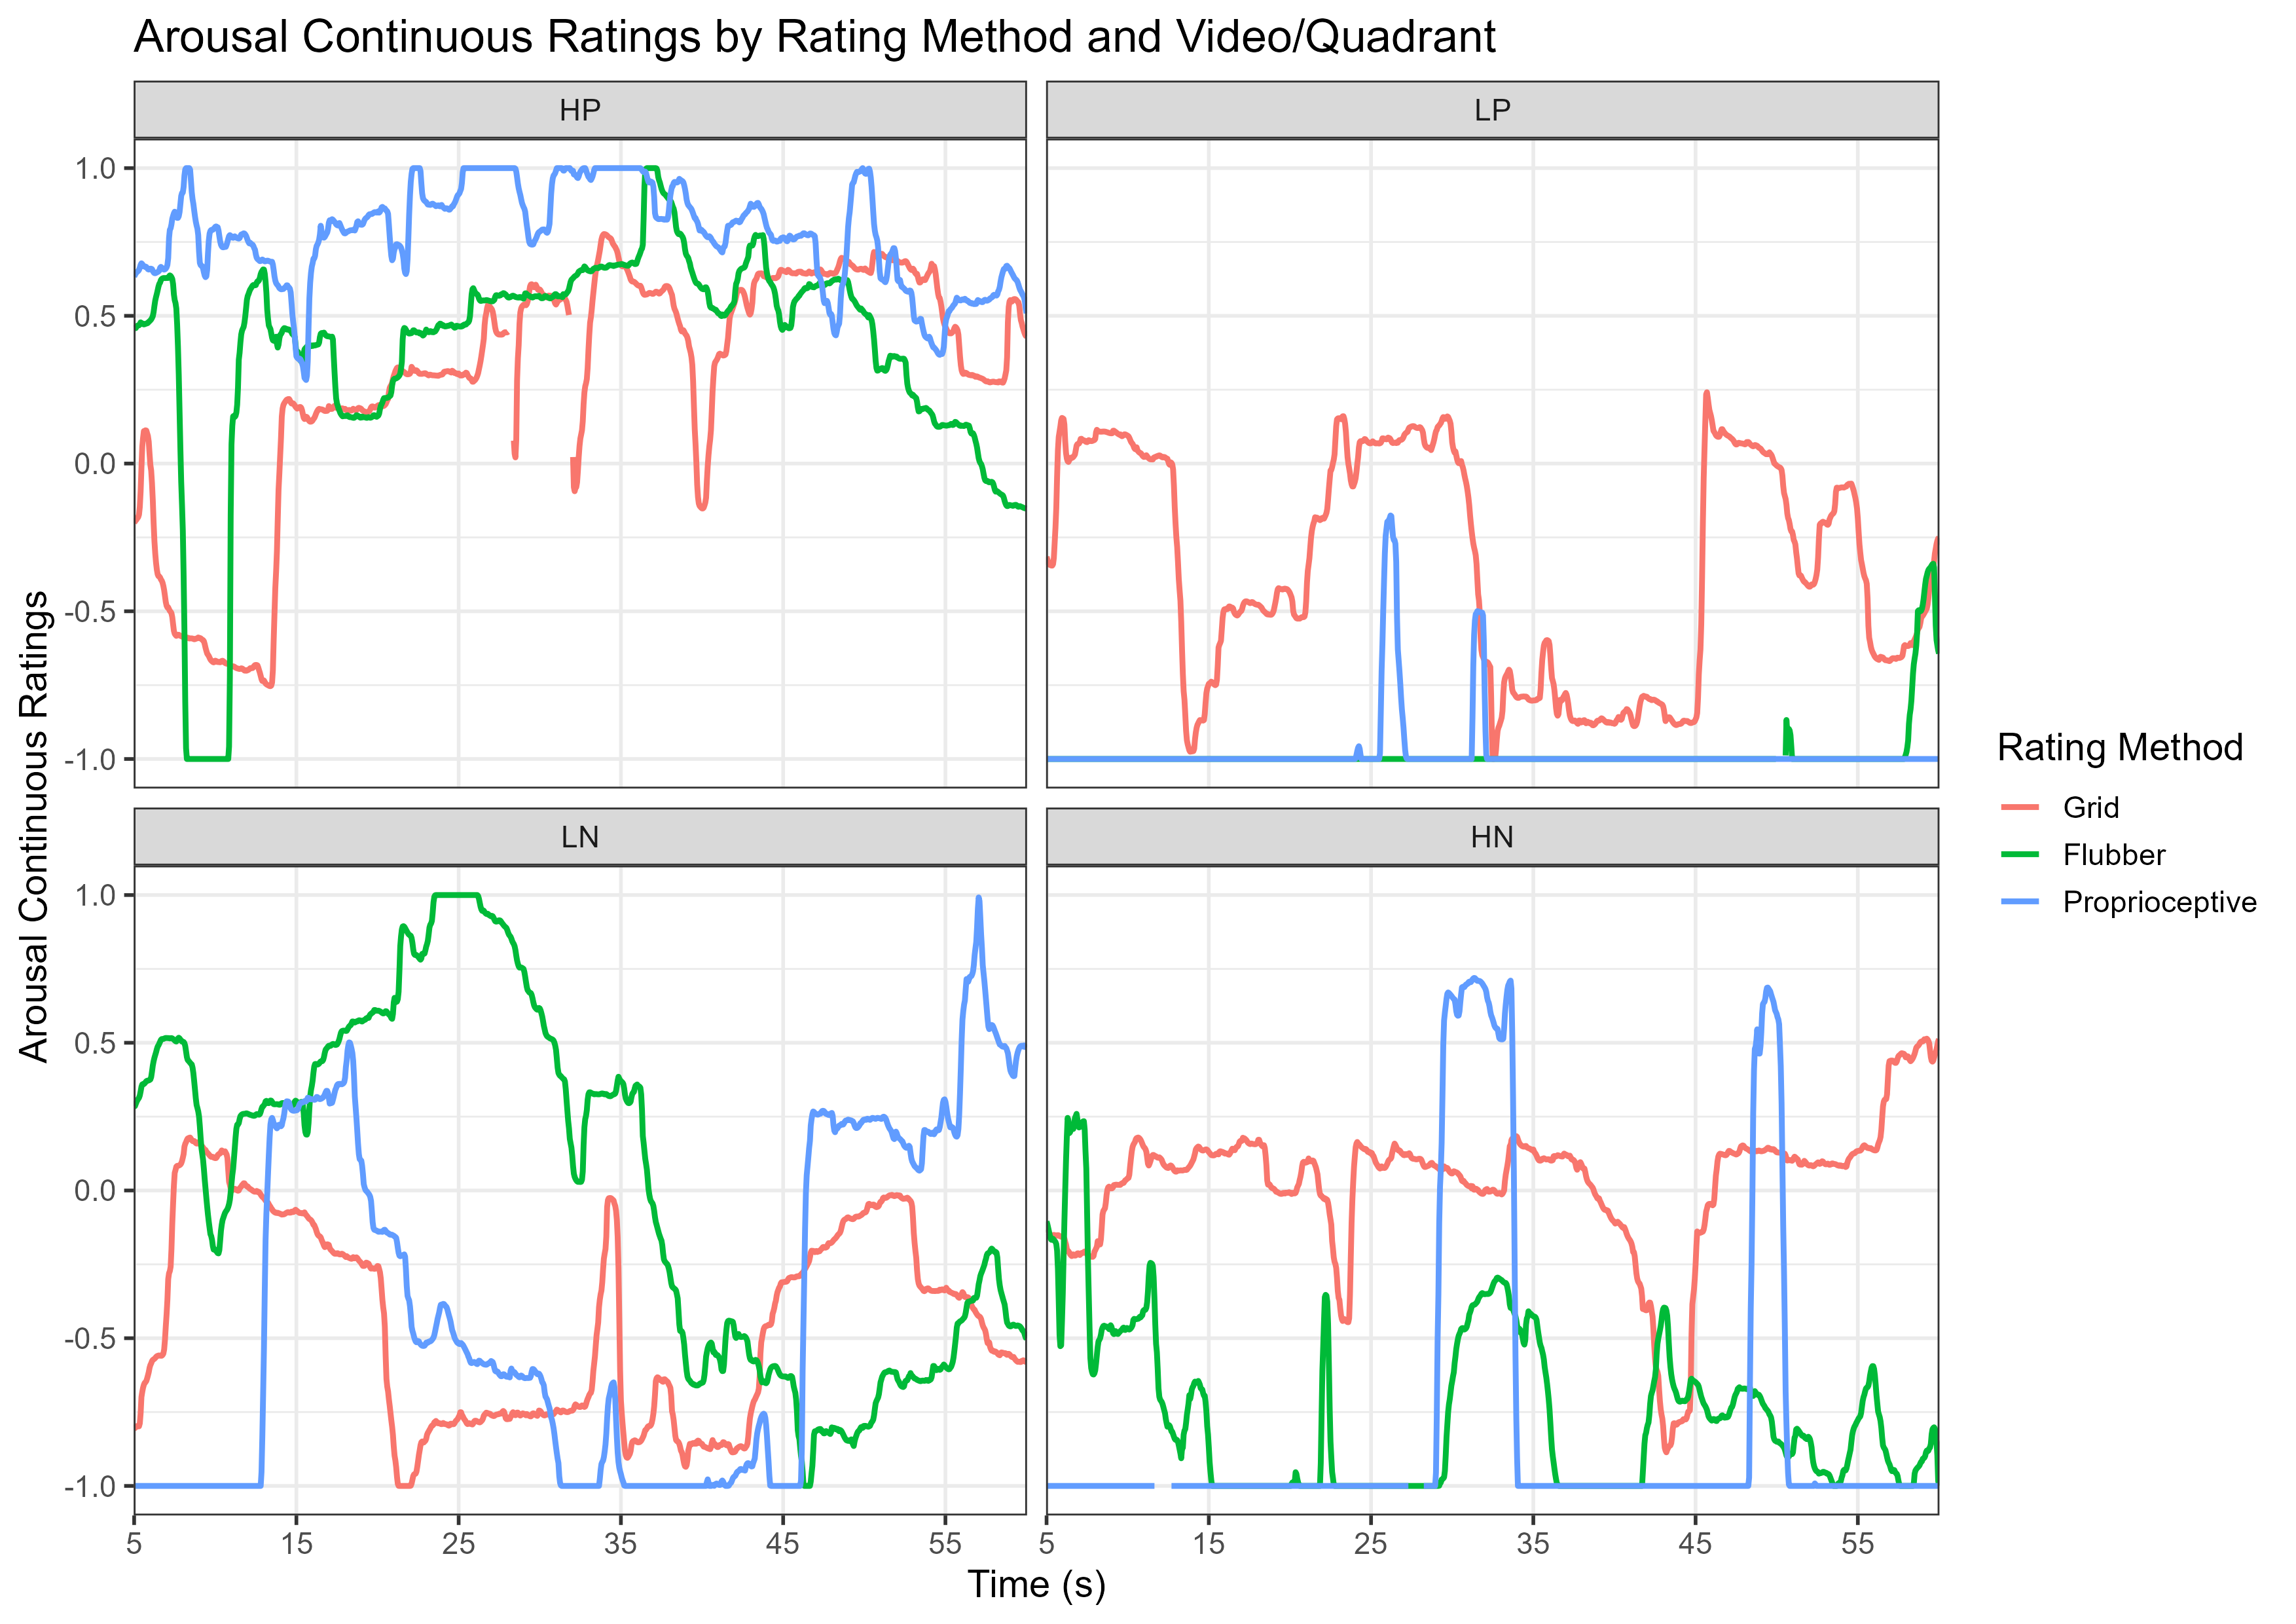 Arousal Continuous Ratings by Rating Method and Video/Quadrant
HP
LP
1.0
0.5
0.0
-0.5
-1.0
LN
HN
1.0
0.5
0.0
-0.5
-1.0
5 15 25 35 45 55
5 15 25 35 45 55
Time (s)
Arousal Continuous Ratings
Rating Method
Grid
Flubber
Proprioceptive